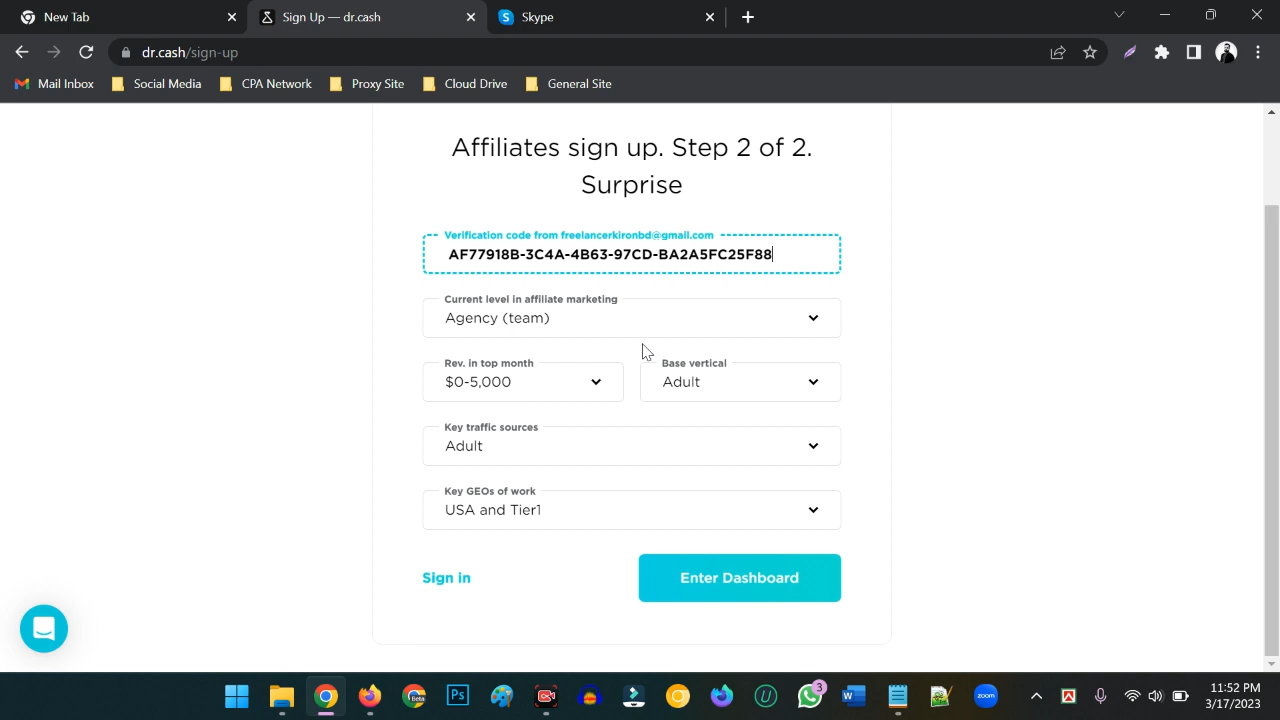 New Tab
Sign Up — dr.cash
Skype
dr.cash/sign-up
Mail Inbox
Social Media
CPA Network
Proxy Site
Cloud Drive
General Site
Affiliates sign up. Step 2 of 2.
Surprise
Verification code from freelancerkironbd@gmail.com
AF77918B-3C4A-4B63-97CD-BA2A5FC25F88
Current level in affiliate marketing
Agency (team)
Rev. in top month
$0-5,000
Base vertical
Adult
Key traffic sources
Adult
Key GEOs of work
USA and Tier1
Sign in
Enter Dashboard
Beta
Ps
3
W
zoom
11:52 PM
3/17/2023